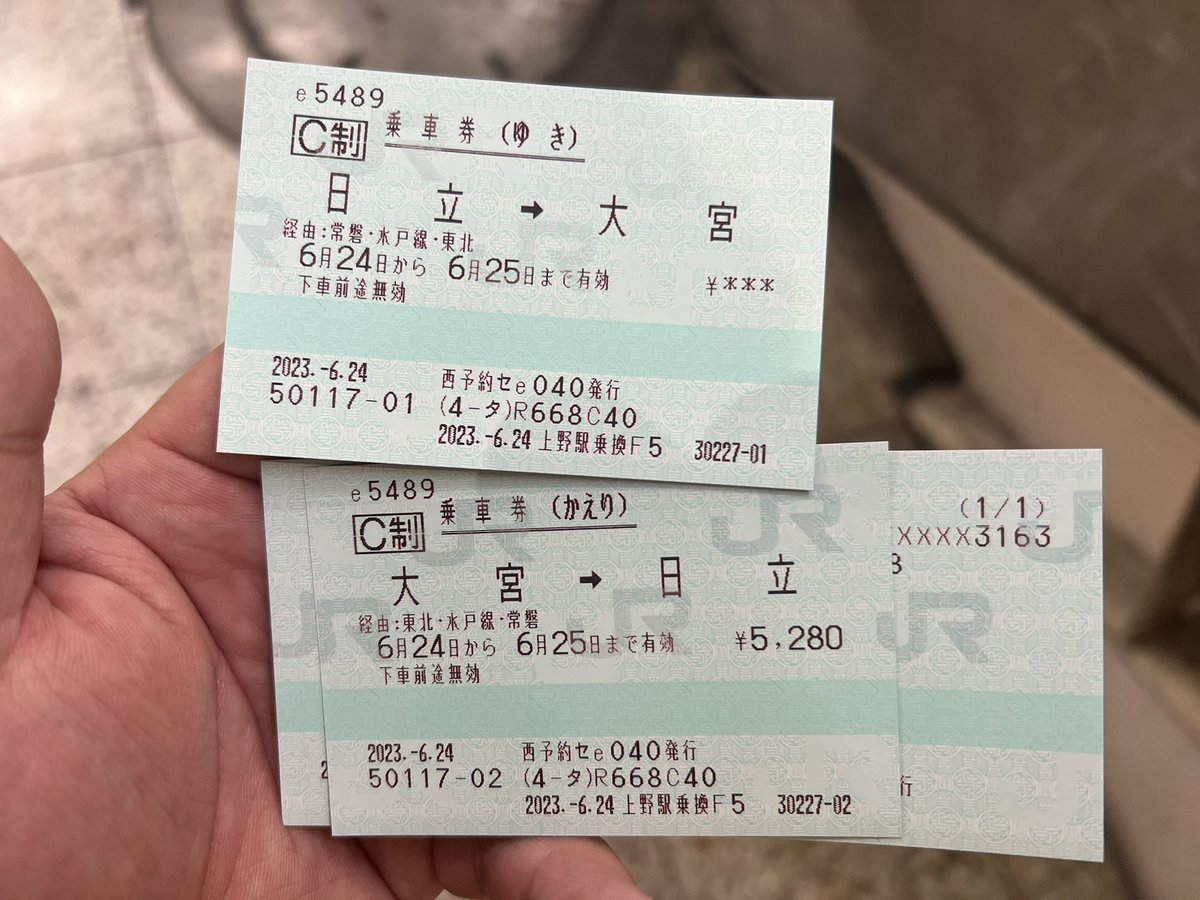 e5489
C制 乗車券(ゆき)
日立→大宮
経由:常磐・水戸線・東北
6月24日から 6月25日まで有効 ¥***
下車前途無効
2023.-6.24 西予約セe040発行
50117-01 (4-タ)R668C40
2023.-6.24上野駅乗換F5 30227-01
e5489
C制 乗車券(かえり)
大宮→日立
経由:東北・水戸線・常磐
6月24日から 6月25日まで有効 ¥5,280
下車前途無効
2023.-6.24 西予約セe040発行
50117-02 (4-タ)R668C40
2023.-6.24上野駅乗換F5 30227-02
(1/1)
XXXX3163
JR